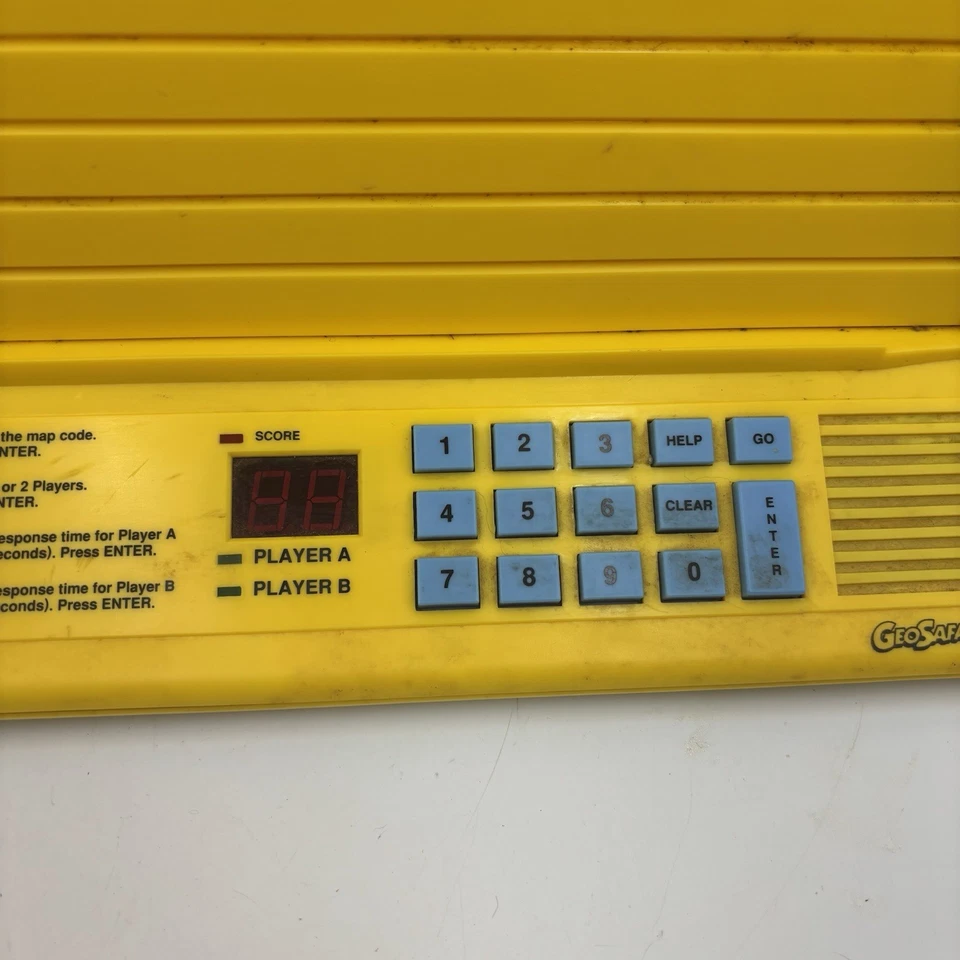 the map code.
NTER.
or 2 Players.
NTER.
esponse time for Player A
econds). Press ENTER.
esponse time for Player B
conds). Press ENTER.
SCORE
PLAYER A
PLAYER B
1 2 3 HELP GO
4 5 6 CLEAR ENTER
7 8 9 0
GEOSAFA